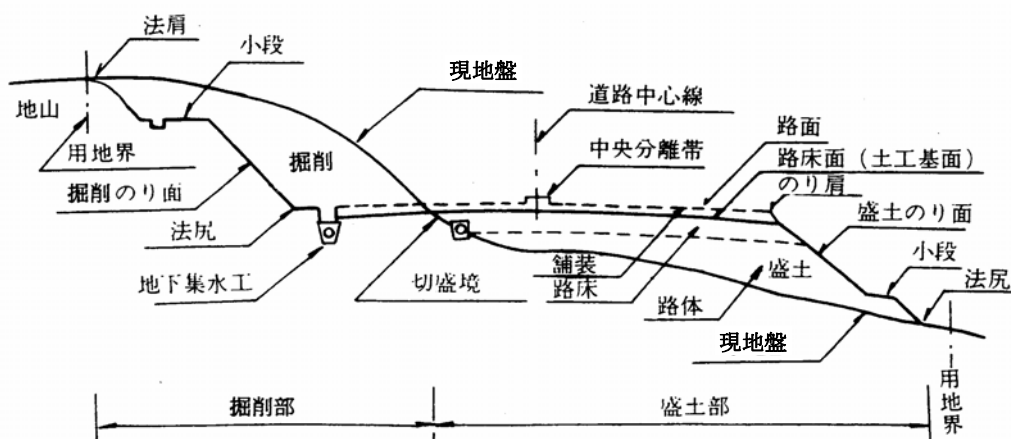 法肩
小段
現地盤
地山
道路中心線
路面
用地界
掘削
中央分離帯
路床面（土工基面）
のり肩
掘削のり面
盛土のり面
法尻
舗装
盛土
小段
地下集水工
切盛境
路床
路体
法尻
現地盤
掘削部
盛土部
用地界